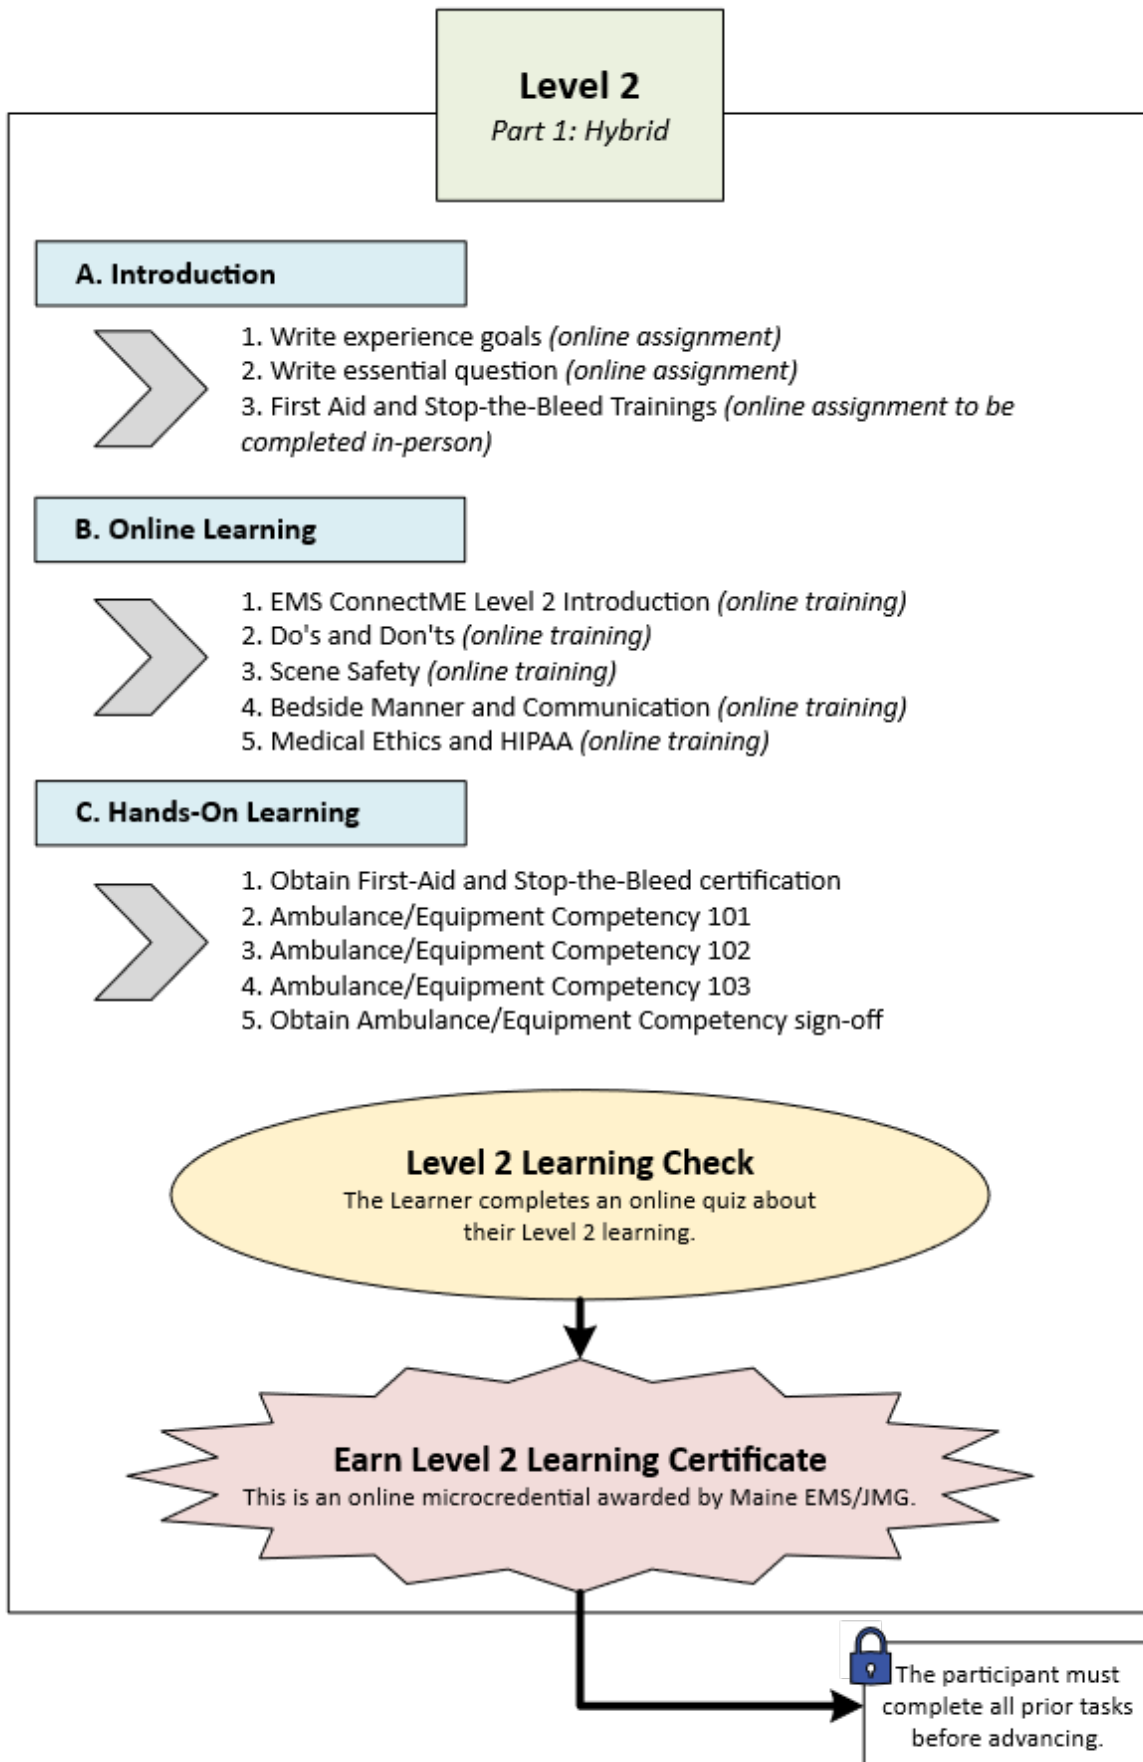 Level 2
Part 1: Hybrid
A. Introduction
1. Write experience goals (online assignment)
2. Write essential question (online assignment)
3. First Aid and Stop-the-Bleed Trainings (online assignment to be
completed in-person)
B. Online Learning
1. EMS ConnectME Level 2 Introduction (online training)
2. Do's and Don'ts (online training)
3. Scene Safety (online training)
4. Bedside Manner and Communication (online training)
5. Medical Ethics and HIPAA (online training)
C. Hands-On Learning
1. Obtain First-Aid and Stop-the-Bleed certification
2. Ambulance/Equipment Competency 101
3. Ambulance/Equipment Competency 102
4. Ambulance/Equipment Competency 103
5. Obtain Ambulance/Equipment Competency sign-off
Level 2 Learning Check
The Learner completes an online quiz about
their Level 2 learning.
Earn Level 2 Learning Certificate
This is an online microcredential awarded by Maine EMS/JMG.
The participant must
complete all prior tasks
before advancing.